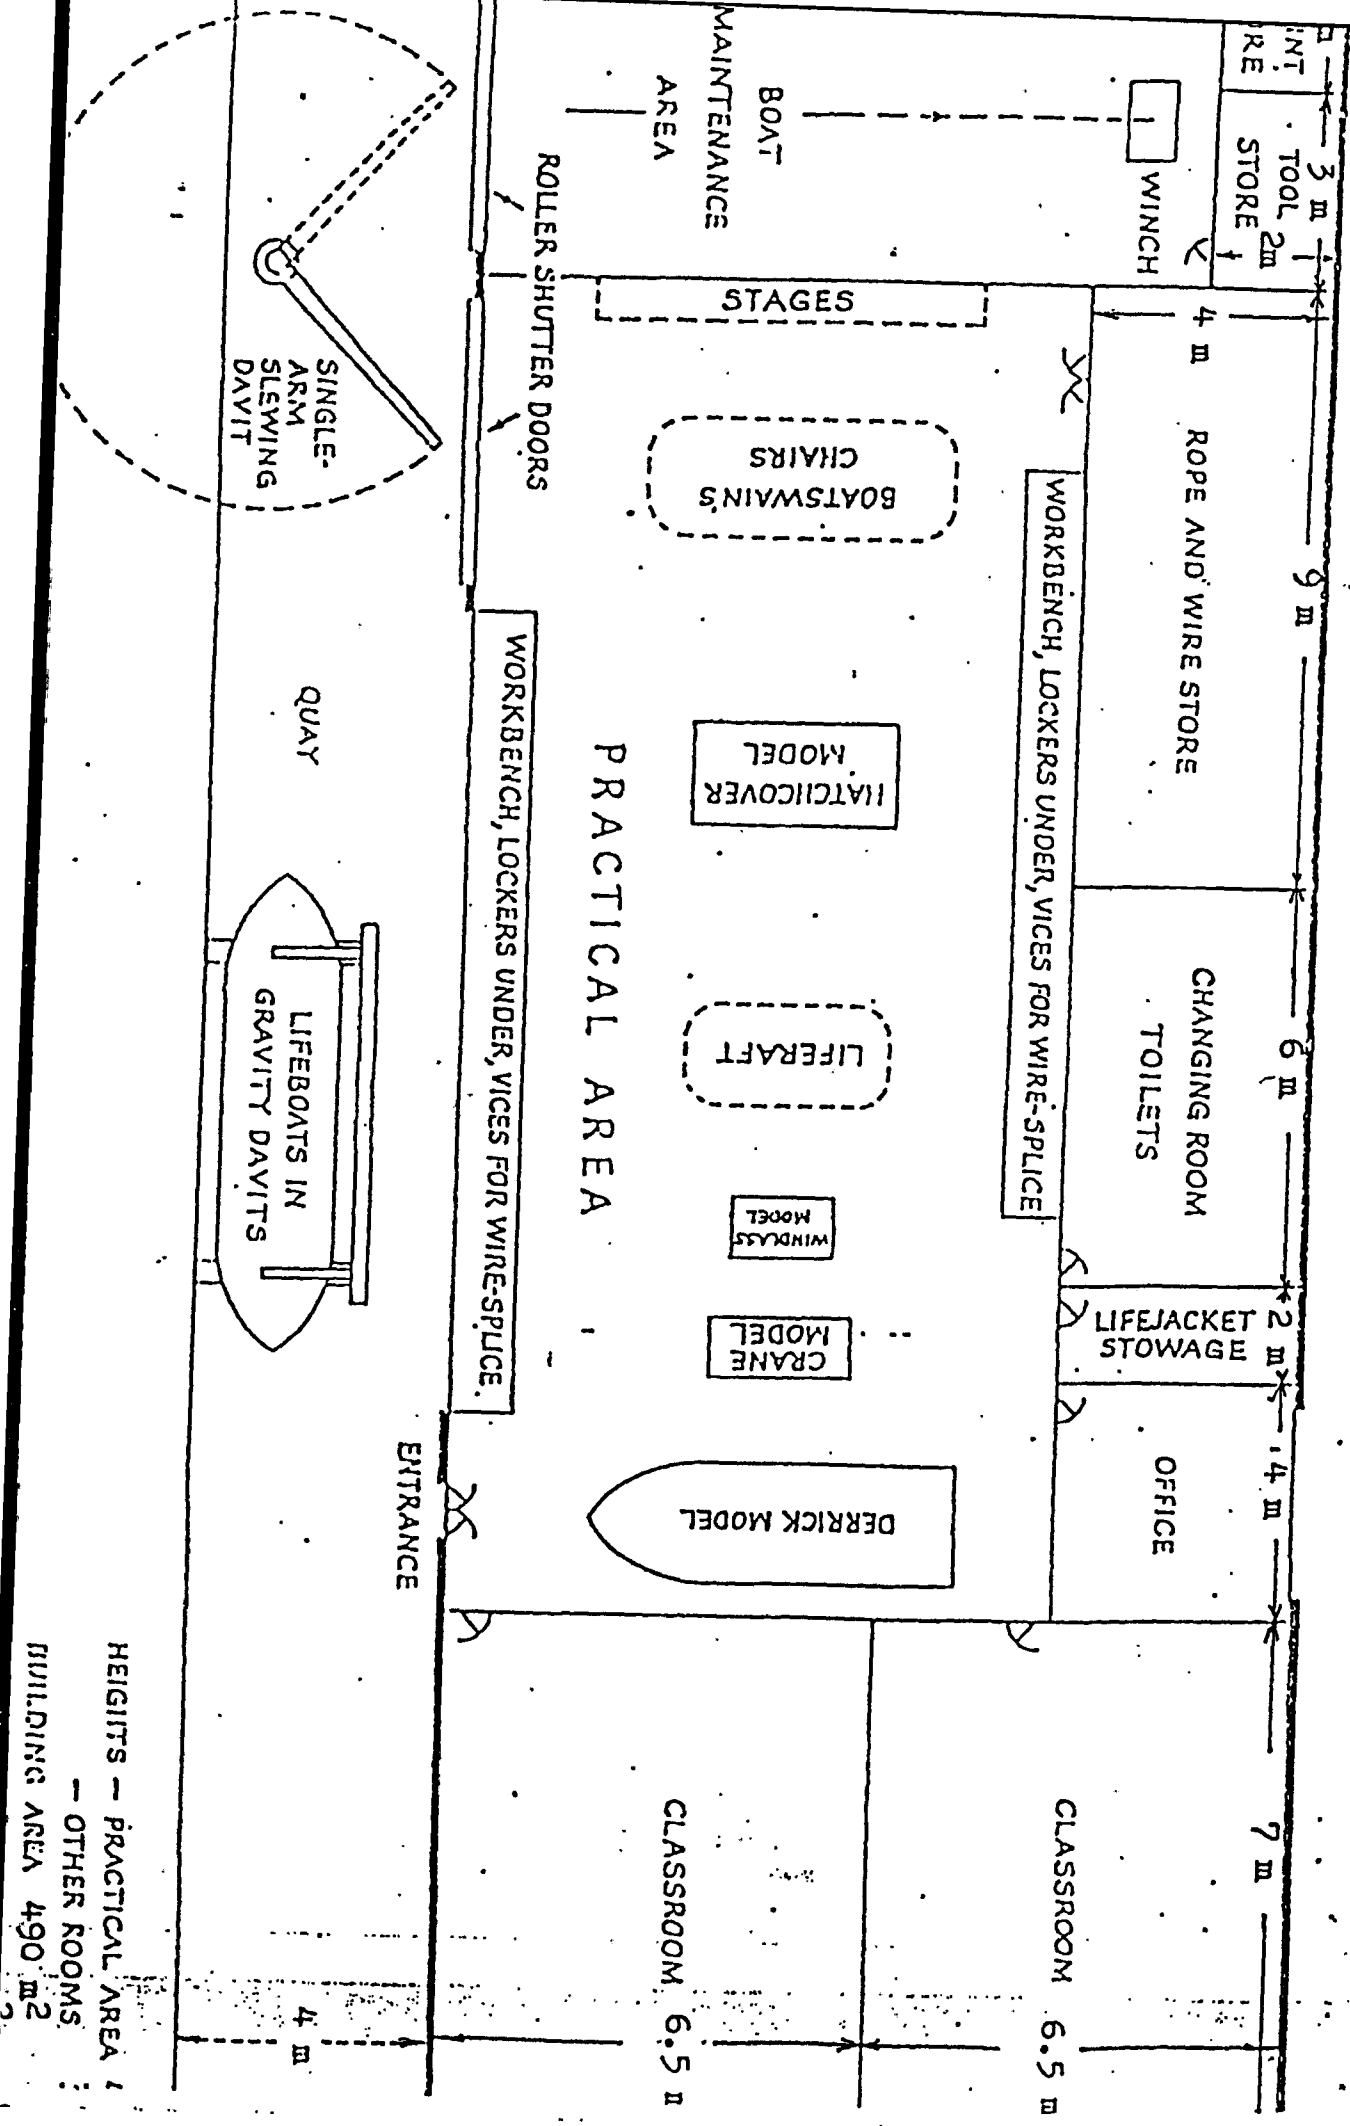 3 m
TOOL
STORE
2m
WINCH
BOAT
MAINTENANCE
AREA
ROLLER SHUTTER DOORS
SINGLE-
ARM
SLEWING
DAVIT
4 m
ROPE AND WIRE STORE
9 m
STAGES
BOATSWAIN'S
CHAIRS
WORKBENCH, LOCKERS UNDER, VICES FOR WIRE-SPLICE
HATCHCOVER
MODEL
PRACTICAL AREA
WORKBENCH, LOCKERS UNDER, VICES FOR WIRE-SPLICE.
QUAY
6 m
CHANGING ROOM
TOILETS
LIFERAFT
LIFEBOATS IN
GRAVITY DAVITS
WINDLASS
MODEL
2 m
LIFEJACKET
STOWAGE
CRANE
MODEL
4 m
OFFICE
DERRICK MODEL
ENTRANCE
7 m
CLASSROOM 6.5 m
CLASSROOM 6.5
4 m
HEIGHTS - PRACTICAL AREA
- OTHER ROOMS
BUILDING AREA 490 m2